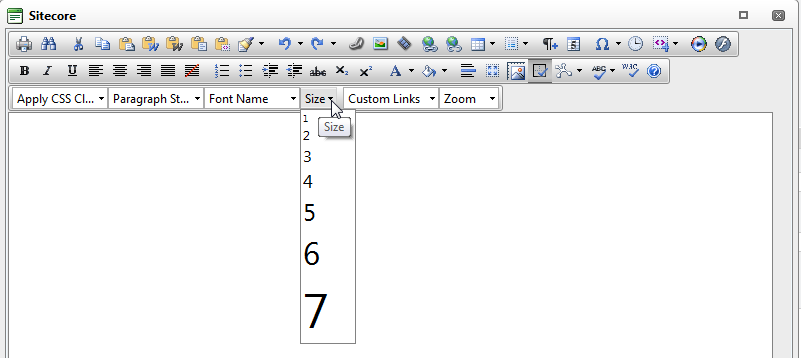 Sitecore
B I U abc X₂ X² A ABC W3C
Apply CSS Cl... Paragraph St... Font Name Size Custom Links Zoom
1
Size
2
3
4
5
6
7